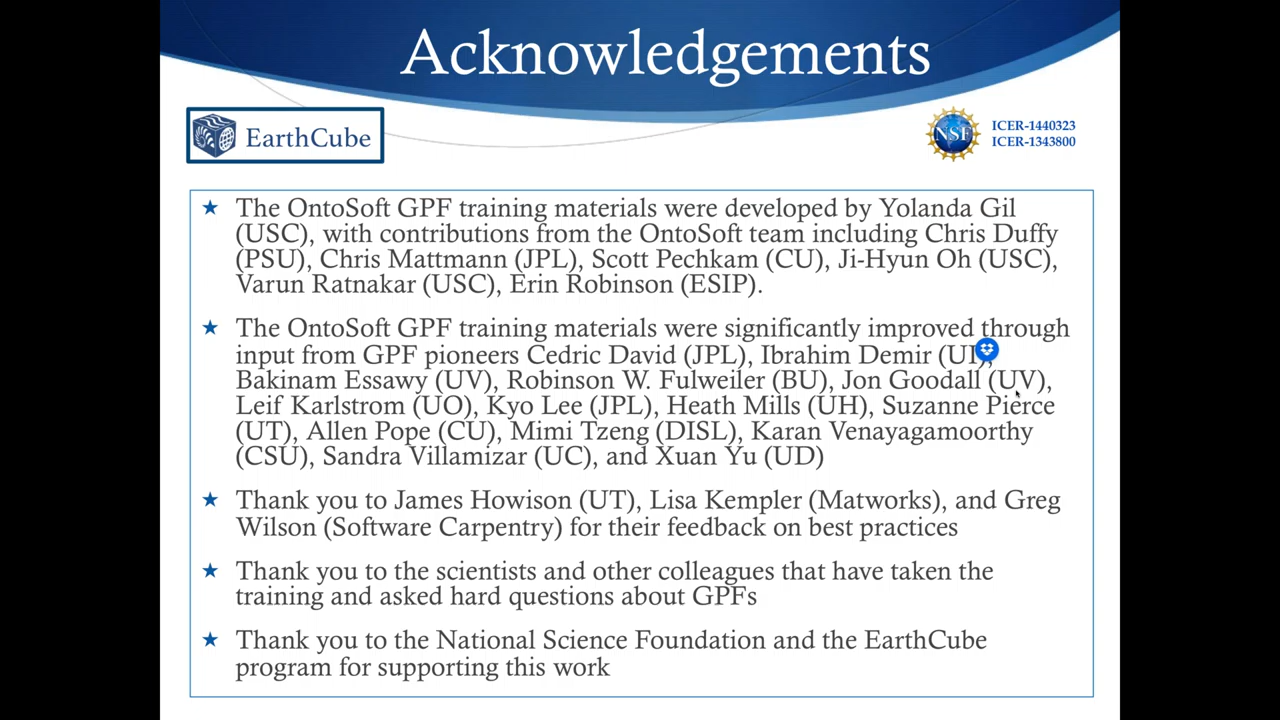 Acknowledgements
EarthCube
NSF
ICER-1440323
ICER-1343800
★ The OntoSoft GPF training materials were developed by Yolanda Gil
(USC), with contributions from the OntoSoft team including Chris Duffy
(PSU), Chris Mattmann (JPL), Scott Pechkam (CU), Ji-Hyun Oh (USC),
Varun Ratnakar (USC), Erin Robinson (ESIP).
★ The OntoSoft GPF training materials were significantly improved through
input from GPF pioneers Cedric David (JPL), Ibrahim Demir (UI),
Bakinam Essawy (UV), Robinson W. Fulweiler (BU), Jon Goodall (UV),
Leif Karlstrom (UO), Kyo Lee (JPL), Heath Mills (UH), Suzanne Pierce
(UT), Allen Pope (CU), Mimi Tzeng (DISL), Karan Venayagamoorthy
(CSU), Sandra Villamizar (UC), and Xuan Yu (UD)
★ Thank you to James Howison (UT), Lisa Kempler (Matworks), and Greg
Wilson (Software Carpentry) for their feedback on best practices
★ Thank you to the scientists and other colleagues that have taken the
training and asked hard questions about GPFs
★ Thank you to the National Science Foundation and the EarthCube
program for supporting this work